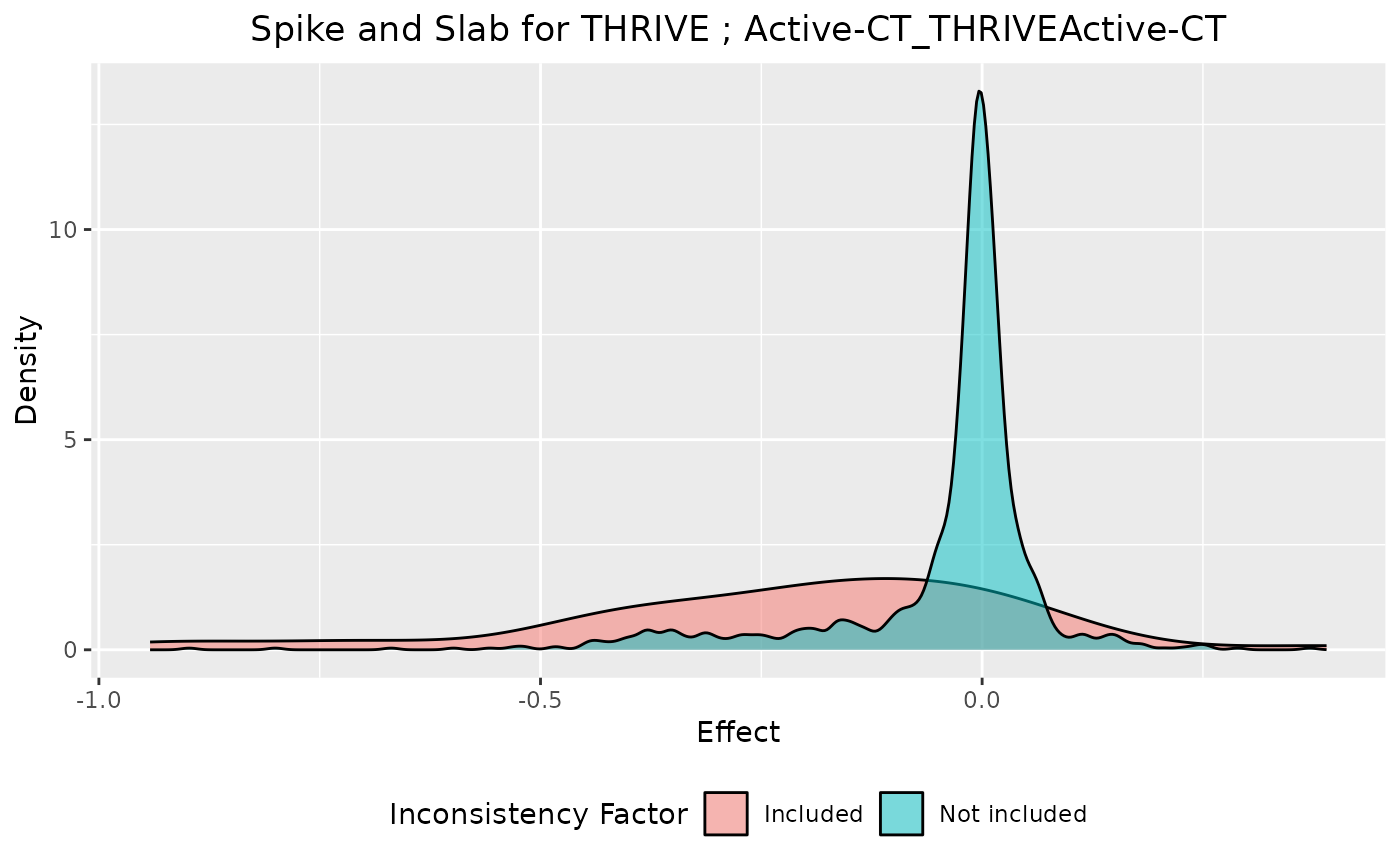 Spike and Slab for THRIVE ; Active-CT_THRIVEActive-CT
Density
10
5
0
-1.0
-0.5
0.0
Effect
Inconsistency Factor
Included
Not included